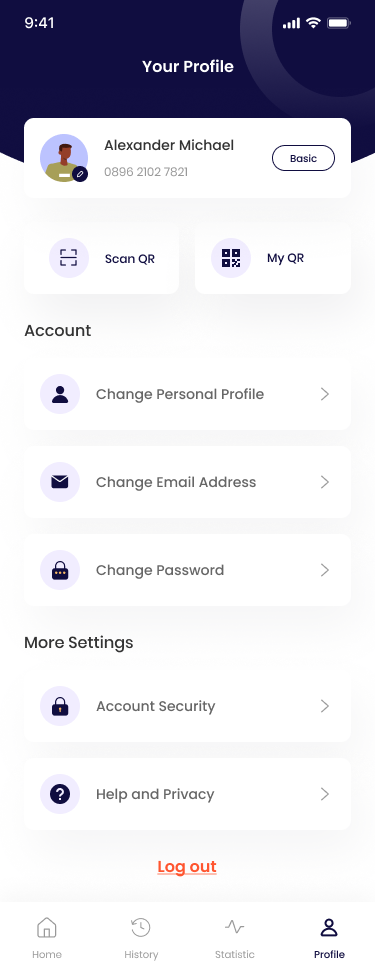 9:41
Your Profile
Alexander Michael
0896 2102 7821
Basic
Scan QR
My QR
Account
Change Personal Profile
Change Email Address
Change Password
More Settings
Account Security
Help and Privacy
Log out
Home
History
Statistic
Profile